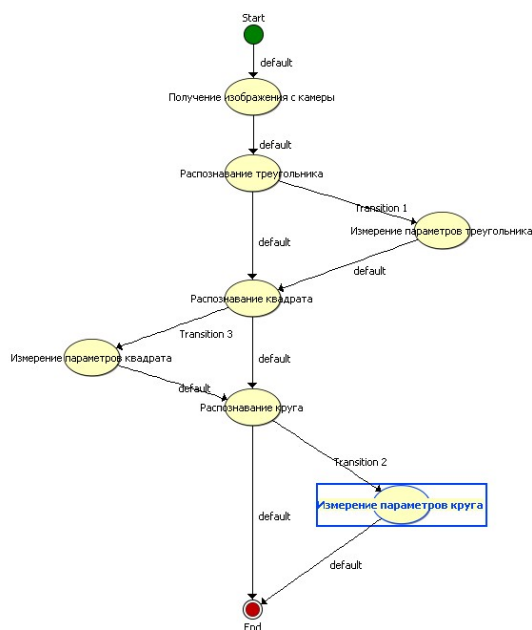 Start
default
Получение изображения с камеры
default
Распознавание треугольника
Transition 1
Измерение параметров треугольника
default
default
Распознавание квадрата
Transition 3
default
Измерение параметров квадрата
default
Распознавание круга
Transition 2
Измерение параметров круга
default
default
End